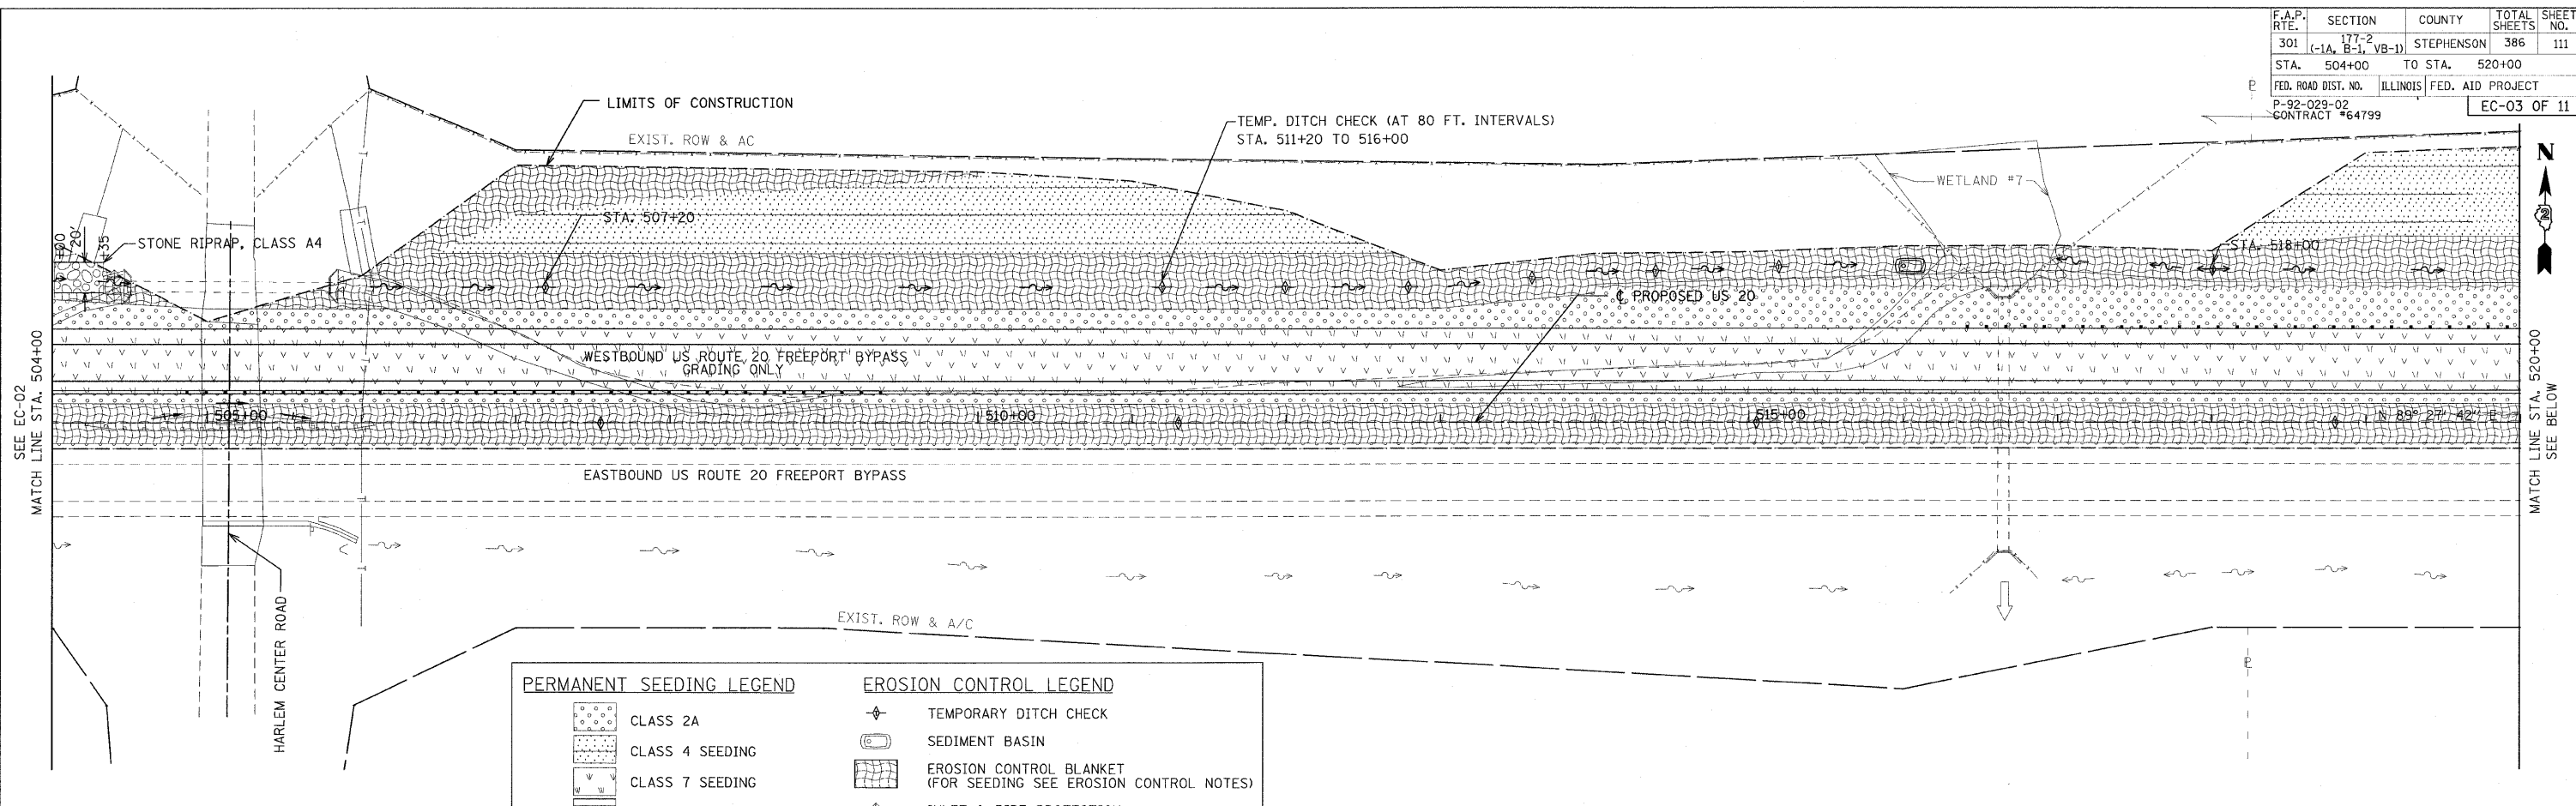 F.A.P. RTE. SECTION COUNTY TOTAL SHEETS SHEET NO.
301 177-2 (-1A, B-1, VB-1) STEPHENSON 386 111
STA. 504+00 TO STA. 520+00
FED. ROAD DIST. NO. ILLINOIS FED. AID PROJECT
P-92-029-02
CONTRACT #64799
EC-03 OF 11
P
LIMITS OF CONSTRUCTION
EXIST. ROW & AC
TEMP. DITCH CHECK (AT 80 FT. INTERVALS)
STA. 511+20 TO 516+00
N
2
WETLAND #7
STA. 507+20
+00
20'
+35
STONE RIPRAP, CLASS A4
STA. 518+00
℄ PROPOSED US 20
WESTBOUND US ROUTE 20 FREEPORT BYPASS
GRADING ONLY
SEE EC-02
MATCH LINE STA. 504+00
505+00
510+00
515+00
N 89° 27' 42" E
MATCH LINE STA. 520+00
SEE BELOW
EASTBOUND US ROUTE 20 FREEPORT BYPASS
HARLEM CENTER ROAD
EXIST. ROW & A/C
P
PERMANENT SEEDING LEGEND
CLASS 2A
CLASS 4 SEEDING
CLASS 7 SEEDING
EROSION CONTROL LEGEND
TEMPORARY DITCH CHECK
SEDIMENT BASIN
EROSION CONTROL BLANKET
(FOR SEEDING SEE EROSION CONTROL NOTES)